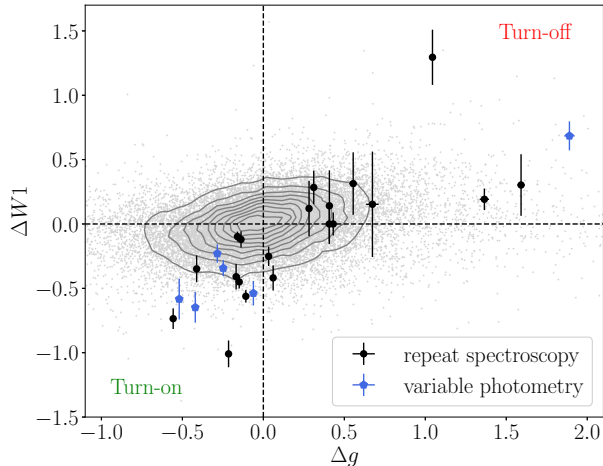 1.5
Turn-off
1.0
0.5
ΔW1
0.0
−0.5
−1.0
repeat spectroscopy
Turn-on
variable photometry
−1.5
−1.0 −0.5 0.0 0.5 1.0 1.5 2.0
Δg